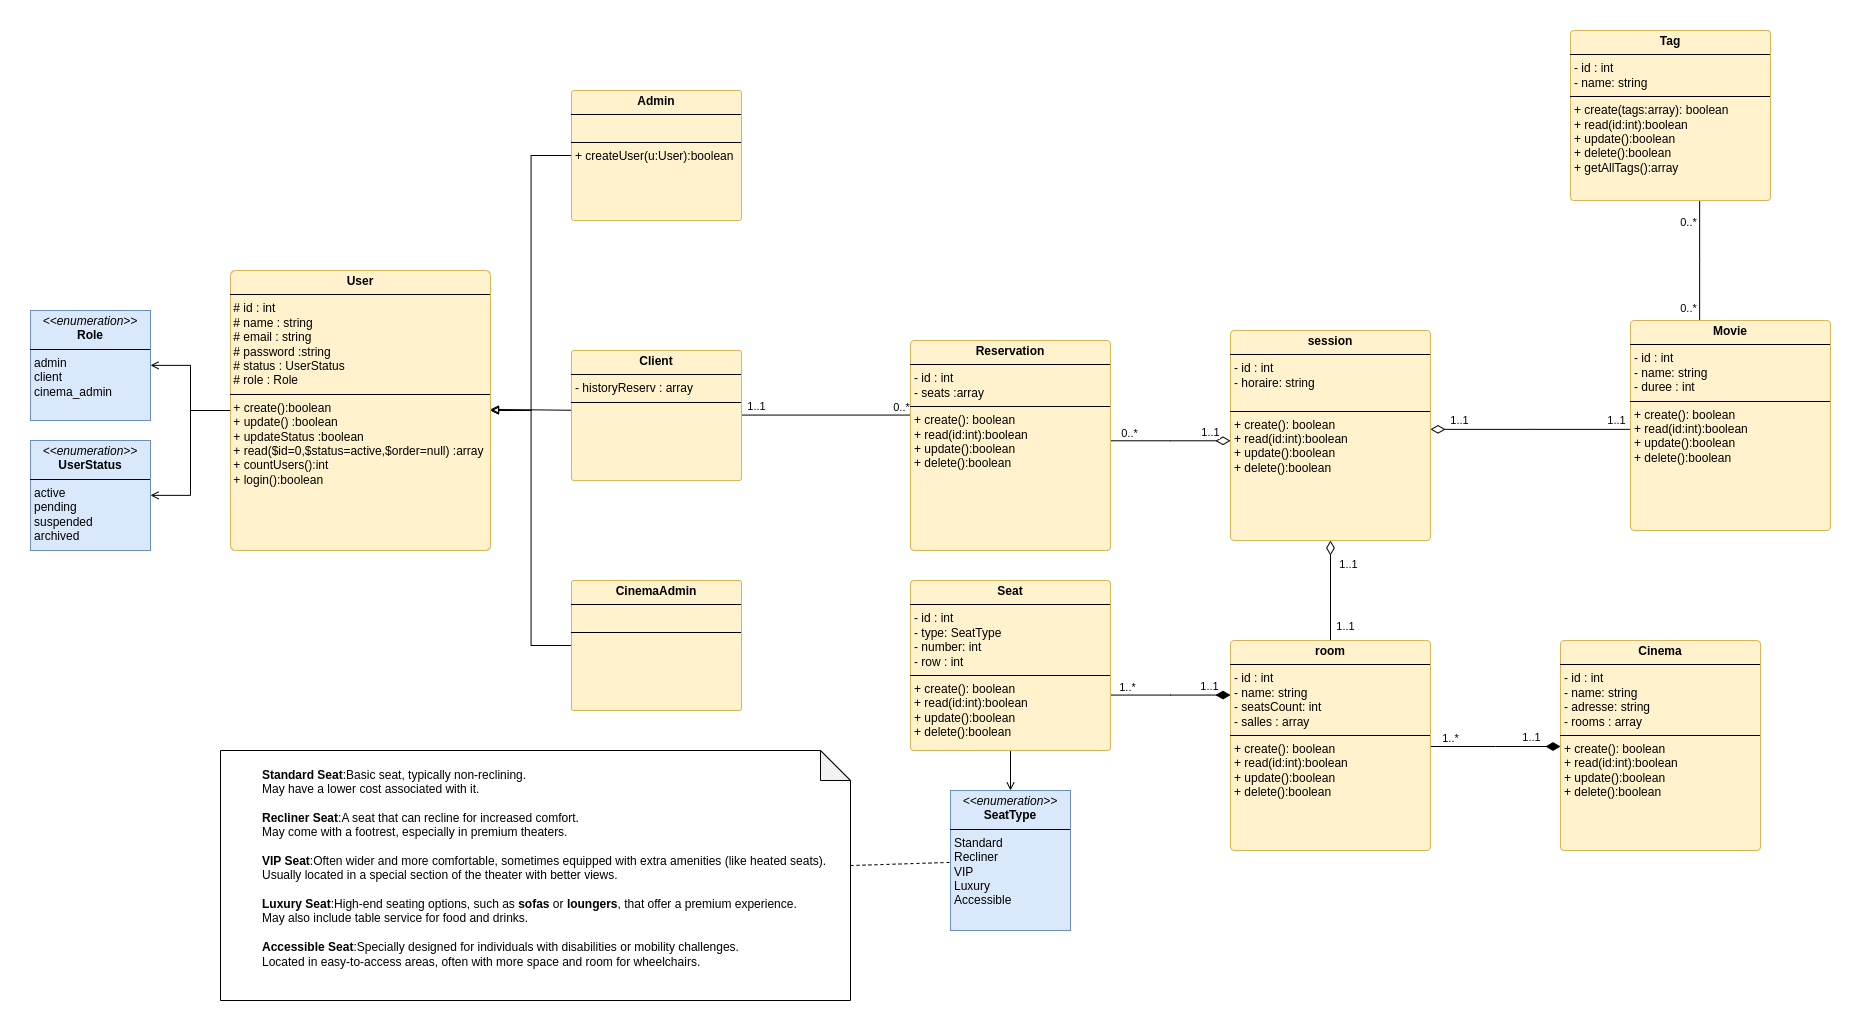 Tag
- id : int
- name: string
+ create(tags:array): boolean
+ read(id:int):boolean
+ update():boolean
+ delete():boolean
+ getAllTags():array
0..*
0..*
Admin
+ createUser(u:User):boolean
User
# id : int
# name : string
# email : string
# password :string
# status : UserStatus
# role : Role
+ create():boolean
+ update() :boolean
+ updateStatus :boolean
+ read($id=0,$status=active,$order=null) :array
+ countUsers():int
+ login():boolean
<<enumeration>>
Role
admin
client
cinema_admin
<<enumeration>>
UserStatus
active
pending
suspended
archived
Client
- historyReserv : array
1..1
0..*
Reservation
- id : int
- seats :array
+ create(): boolean
+ read(id:int):boolean
+ update():boolean
+ delete():boolean
0..*
1..1
session
- id : int
- horaire: string
+ create(): boolean
+ read(id:int):boolean
+ update():boolean
+ delete():boolean
1..1
1..1
Movie
- id : int
- name: string
- duree : int
+ create(): boolean
+ read(id:int):boolean
+ update():boolean
+ delete():boolean
1..1
1..1
CinemaAdmin
Seat
- id : int
- type: SeatType
- number: int
- row : int
+ create(): boolean
+ read(id:int):boolean
+ update():boolean
+ delete():boolean
1..*
1..1
room
- id : int
- name: string
- seatsCount: int
- salles : array
+ create(): boolean
+ read(id:int):boolean
+ update():boolean
+ delete():boolean
1..*
1..1
Cinema
- id : int
- name: string
- adresse: string
- rooms : array
+ create(): boolean
+ read(id:int):boolean
+ update():boolean
+ delete():boolean
Standard Seat:Basic seat, typically non-reclining.
May have a lower cost associated with it.
Recliner Seat:A seat that can recline for increased comfort.
May come with a footrest, especially in premium theaters.
VIP Seat:Often wider and more comfortable, sometimes equipped with extra amenities (like heated seats).
Usually located in a special section of the theater with better views.
Luxury Seat:High-end seating options, such as sofas or loungers, that offer a premium experience.
May also include table service for food and drinks.
Accessible Seat:Specially designed for individuals with disabilities or mobility challenges.
Located in easy-to-access areas, often with more space and room for wheelchairs.
<<enumeration>>
SeatType
Standard
Recliner
VIP
Luxury
Accessible